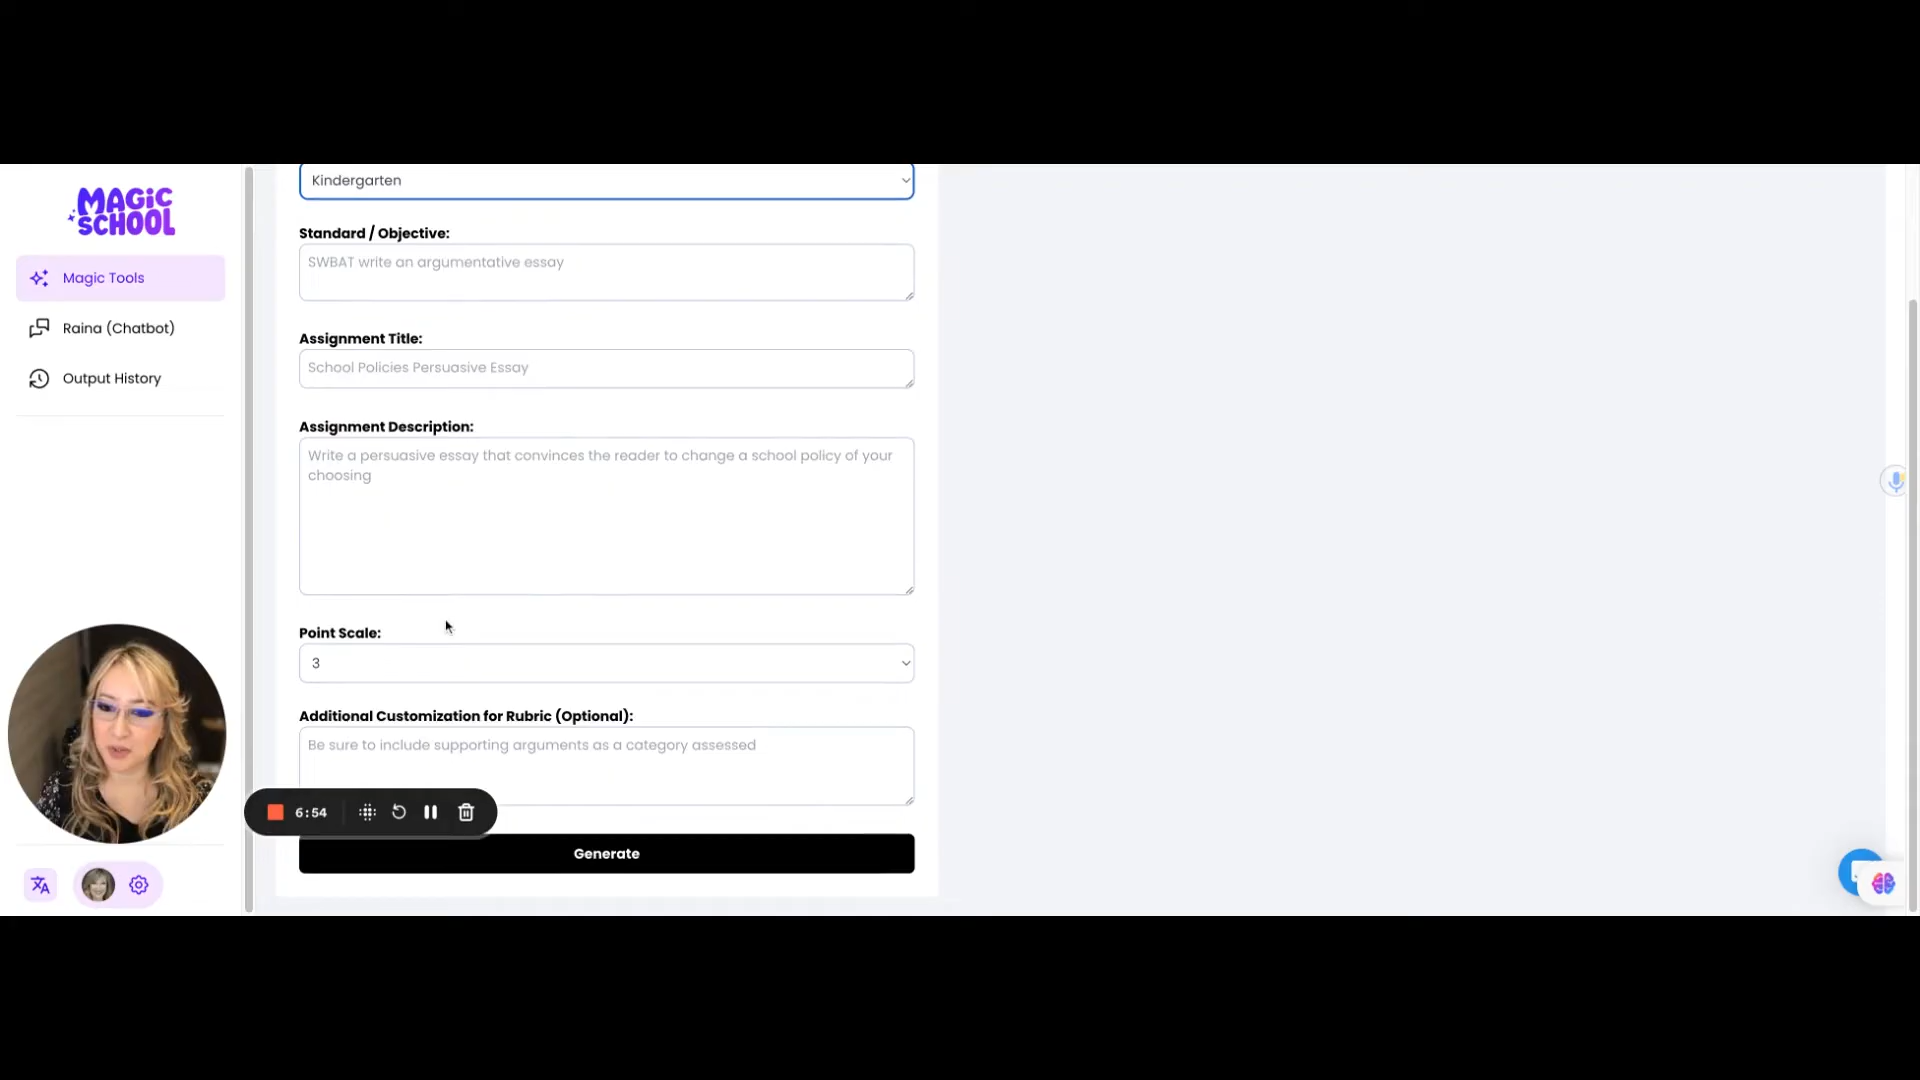 MAGIC
SCHOOL
Magic Tools
Raina (Chatbot)
Output History
Kindergarten
Standard / Objective:
SWBAT write an argumentative essay
Assignment Title:
School Policies Persuasive Essay
Assignment Description:
Write a persuasive essay that convinces the reader to change a school policy of your
choosing
Point Scale:
3
Additional Customization for Rubric (Optional):
Be sure to include supporting arguments as a category assessed
6:54
Generate